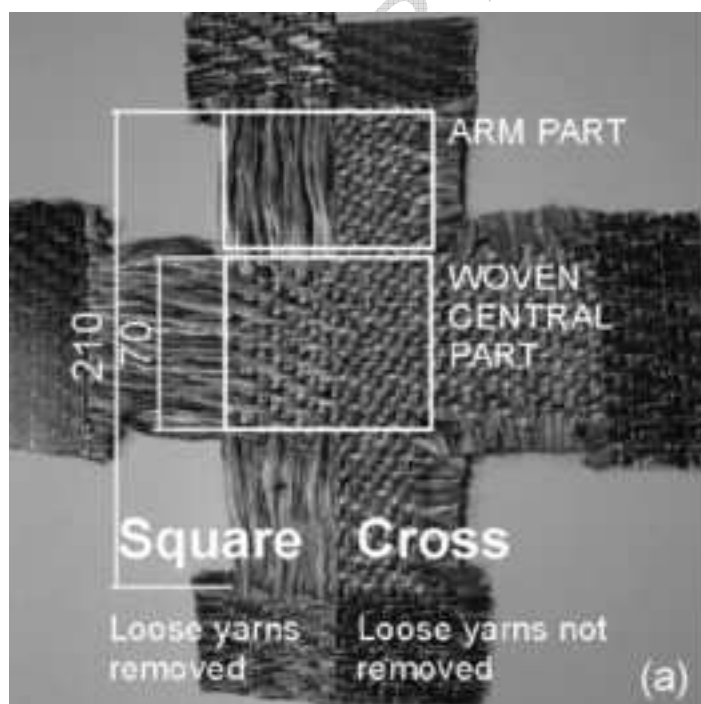 ARM PART
WOVEN
CENTRAL
PART
210
70
Square
Cross
Loose yarns
removed
Loose yarns not
removed
(a)